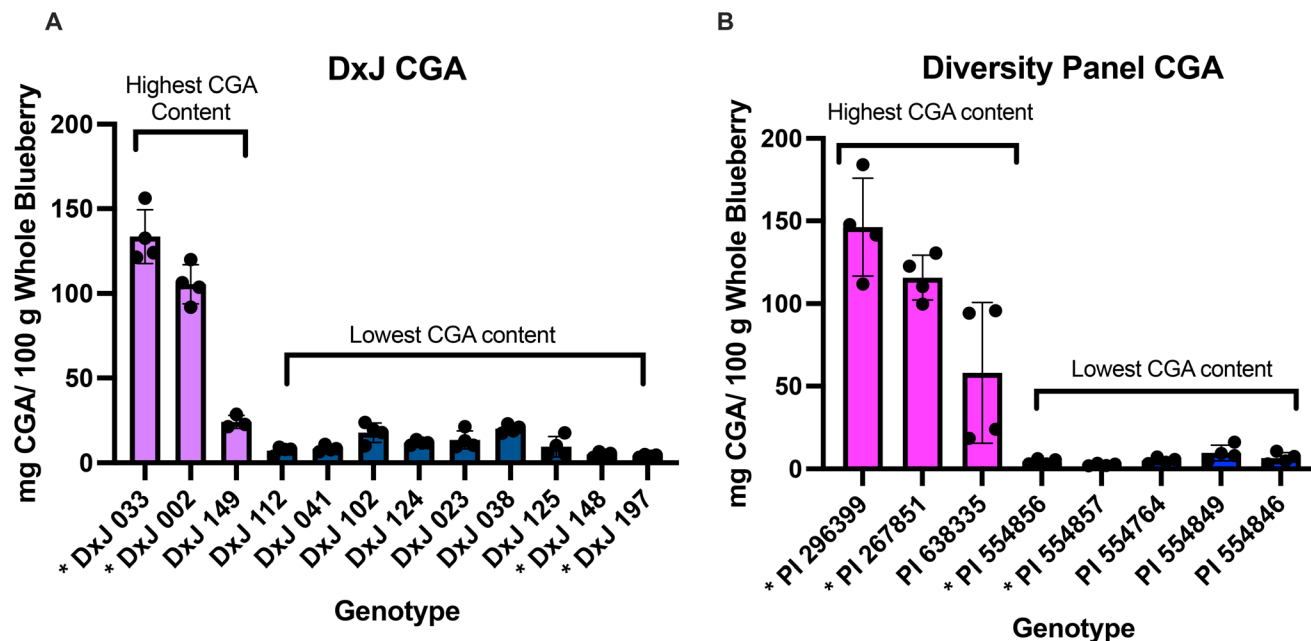 A
DxJ CGA
Highest CGA
Content
Lowest CGA content
mg CGA/ 100 g Whole Blueberry
200
150
100
50
0
* DxJ 033
* DxJ 002
DxJ 149
DxJ 112
DxJ 041
DxJ 102
DxJ 124
DxJ 023
DxJ 038
DxJ 125
* DxJ 148
* DxJ 197
Genotype
B
Diversity Panel CGA
Highest CGA content
Lowest CGA content
mg CGA/ 100 g Whole Blueberry
200
150
100
50
0
* PI 296399
* PI 267851
PI 638335
* PI 554856
* PI 554857
PI 554764
PI 554849
PI 554846
Genotype